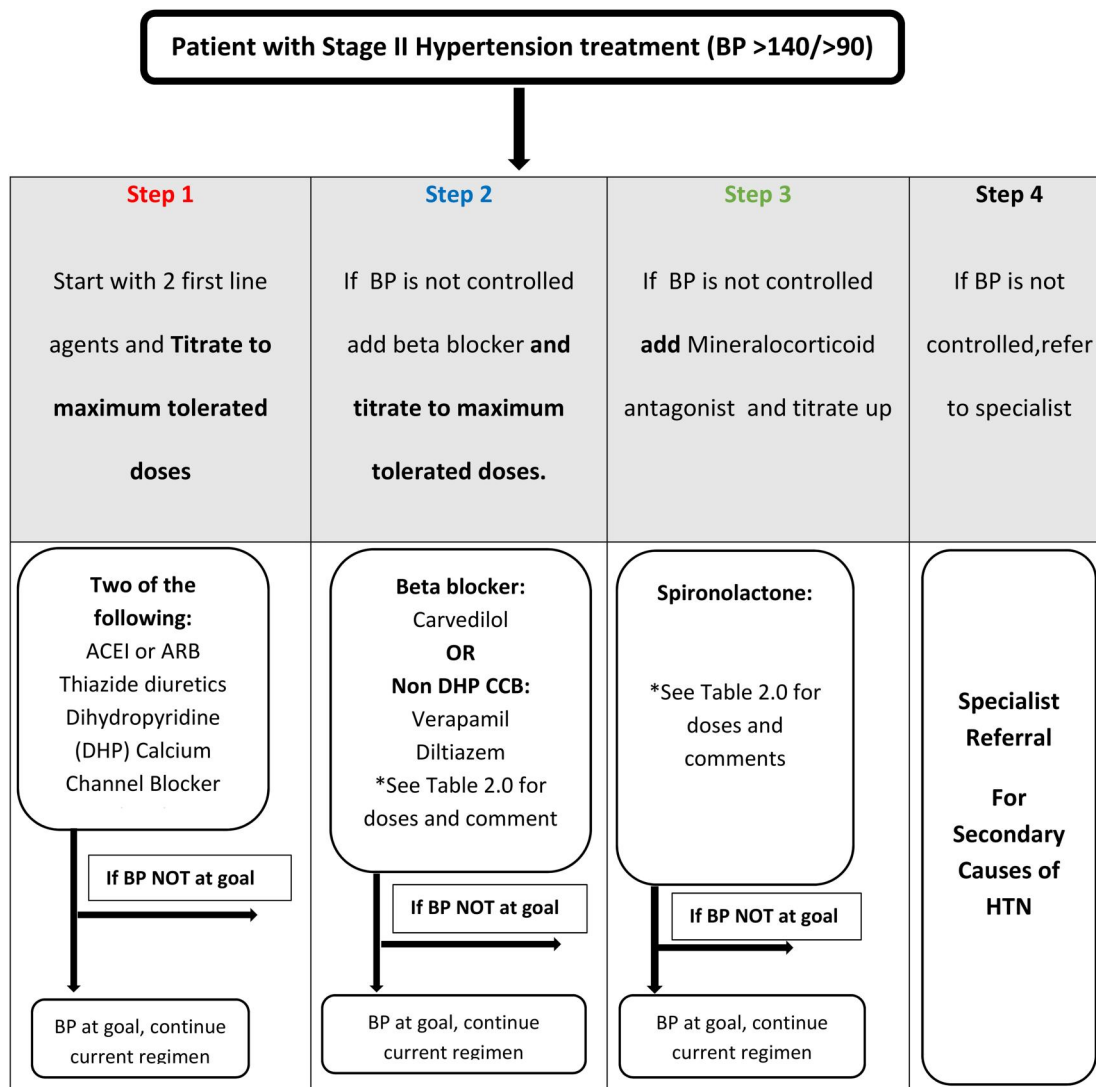 Patient with Stage II Hypertension treatment (BP >140/>90)
Step 1
Start with 2 first line
agents and Titrate to
maximum tolerated
doses
Step 2
If BP is not controlled
add beta blocker and
titrate to maximum
tolerated doses.
Step 3
If BP is not controlled
add Mineralocorticoid
antagonist and titrate up
Step 4
If BP is not
controlled,refer
to specialist
Two of the
following:
ACEI or ARB
Thiazide diuretics
Dihydropyridine
(DHP) Calcium
Channel Blocker
If BP NOT at goal
BP at goal, continue
current regimen
Beta blocker:
Carvedilol
OR
Non DHP CCB:
Verapamil
Diltiazem
*See Table 2.0 for
doses and comment
If BP NOT at goal
BP at goal, continue
current regimen
Spironolactone:
*See Table 2.0 for
doses and
comments
If BP NOT at goal
BP at goal, continue
current regimen
Specialist
Referral
For
Secondary
Causes of
HTN